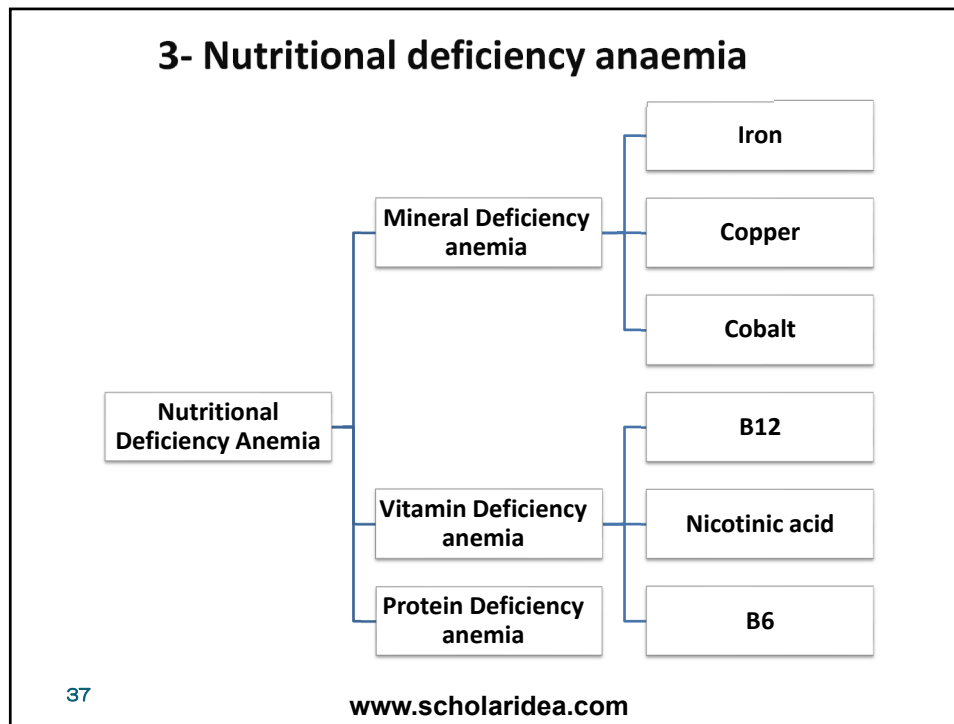 3- Nutritional deficiency anaemia
Iron
Mineral Deficiency
anemia
Copper
Cobalt
Nutritional
Deficiency Anemia
B12
Vitamin Deficiency
anemia
Nicotinic acid
Protein Deficiency
anemia
B6
37
www.scholaridea.com